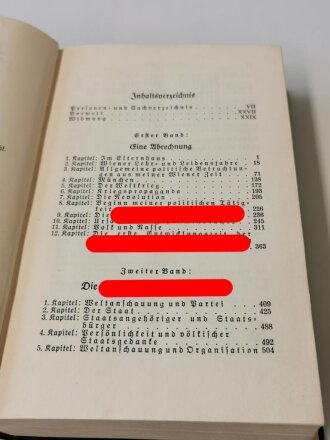 Inhaltsverzeichnis
Personen- und Sachverzeichnis VII
Vorwort XXVII
Widmung XXIX
Erster Band:
Eine Abrechnung
1. Kapitel: Im Elternhaus 1
2. Kapitel: Wiener Lehr- und Leidensjahre 18
3. Kapitel: Allgemeine politische Betrachtungen
aus meiner Wiener Zeit 71
4. Kapitel: München 138
5. Kapitel: Der Weltkrieg 172
6. Kapitel: Kriegspropaganda 193
7. Kapitel: Die Revolution 205
8. Kapitel: Beginn meiner politischen Tätig-
keit 226
9. Kapitel: Die 236
10. Kapitel: 245
11. Kapitel: Volk und Rasse 311
12. Kapitel: Die erste Entwicklungszeit der
363
Zweiter Band:
Die
1. Kapitel: Weltanschauung und Partei 409
2. Kapitel: Der Staat 425
3. Kapitel: Staatsangehöriger und Staats-
bürger 488
4. Kapitel: Persönlichkeit und völkischer
Staatsgedanke 492
5. Kapitel: Weltanschauung und Organisation 504